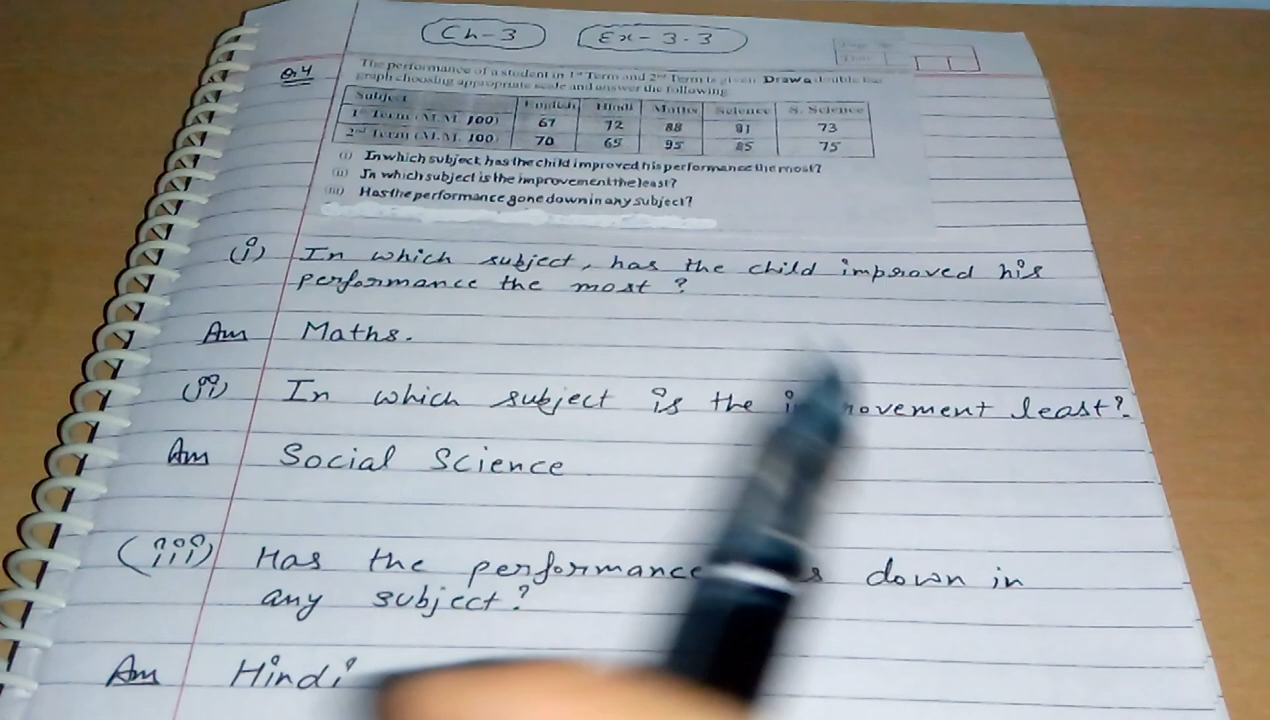 Ch-3 Ex-3.3
Q.4 The performance of a student in 1st Term and 2nd Term is given. Draw a double bar
graph choosing appropriate scale and answer the following
Subject English Hindi Maths Science S. Science
1st Term (M.M. 100) 67 72 88 81 73
2nd Term (M.M. 100) 70 65 95 85 75
(i) In which subject, has the child improved his performance the most?
(ii) In which subject is the improvement the least?
(iii) Has the performance gone down in any subject?
(i) In which subject, has the child improved his
performance the most ?
Ans Maths.
(ii) In which subject is the improvement least?
Ans Social Science
(iii) Has the performance down in
any subject?
Ans Hindi